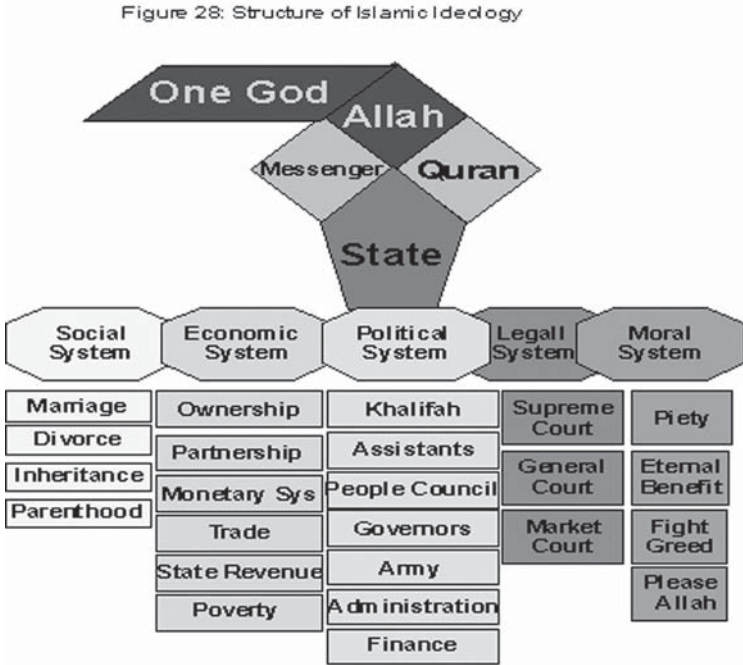 Figure 28: Structure of Islamic Ideology
One God
Allah
Messenger
Quran
State
Social
System
Economic
System
Political
System
Legall
System
Moral
System
Marriage
Divorce
Inheritance
Parenthood
Ownership
Partnership
Monetary Sys
Trade
State Revenue
Poverty
Khalifah
Assistants
People Council
Governors
Army
Administration
Finance
Supreme
Court
General
Court
Market
Court
Piety
Eternal
Benefit
Fight
Greed
Please
Allah